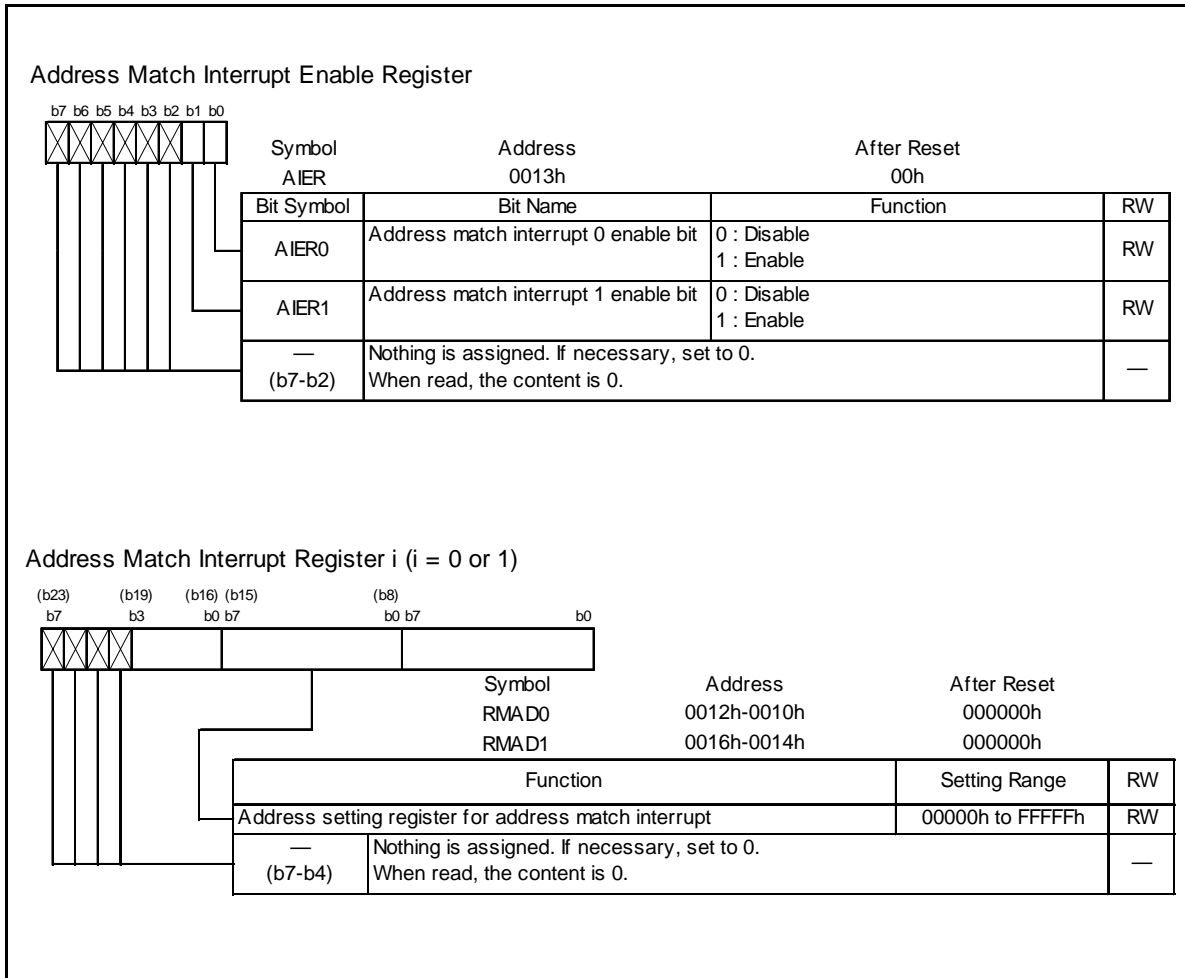 Address Match Interrupt Enable Register
b7 b6 b5 b4 b3 b2 b1 b0
Symbol Address After Reset
AIER 0013h 00h
Bit Symbol Bit Name Function RW
AIER0 Address match interrupt 0 enable bit 0 : Disable RW
1 : Enable
AIER1 Address match interrupt 1 enable bit 0 : Disable RW
1 : Enable
— Nothing is assigned. If necessary, set to 0. —
(b7-b2) When read, the content is 0.
Address Match Interrupt Register i (i = 0 or 1)
(b23) (b19) (b16) (b15) (b8)
b7 b3 b0 b7 b0 b7 b0
Symbol Address After Reset
RMAD0 0012h-0010h 000000h
RMAD1 0016h-0014h 000000h
Function Setting Range RW
Address setting register for address match interrupt 00000h to FFFFFh RW
— Nothing is assigned. If necessary, set to 0. —
(b7-b4) When read, the content is 0.